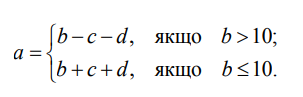 a = { b − c − d, якщо b > 10;
b + c + d, якщо b ≤ 10.